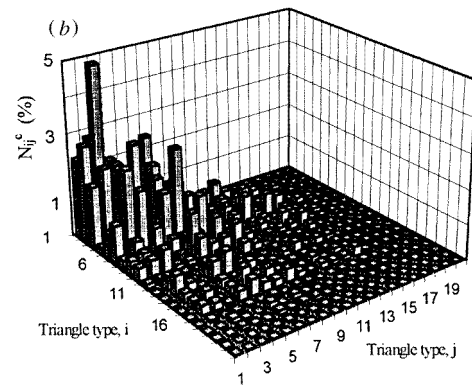 (b)
5
3
1
N_ij^c (%)
1
6
11
16
Triangle type, i
1 3 5 7 9 11 13 15 17 19
Triangle type, j